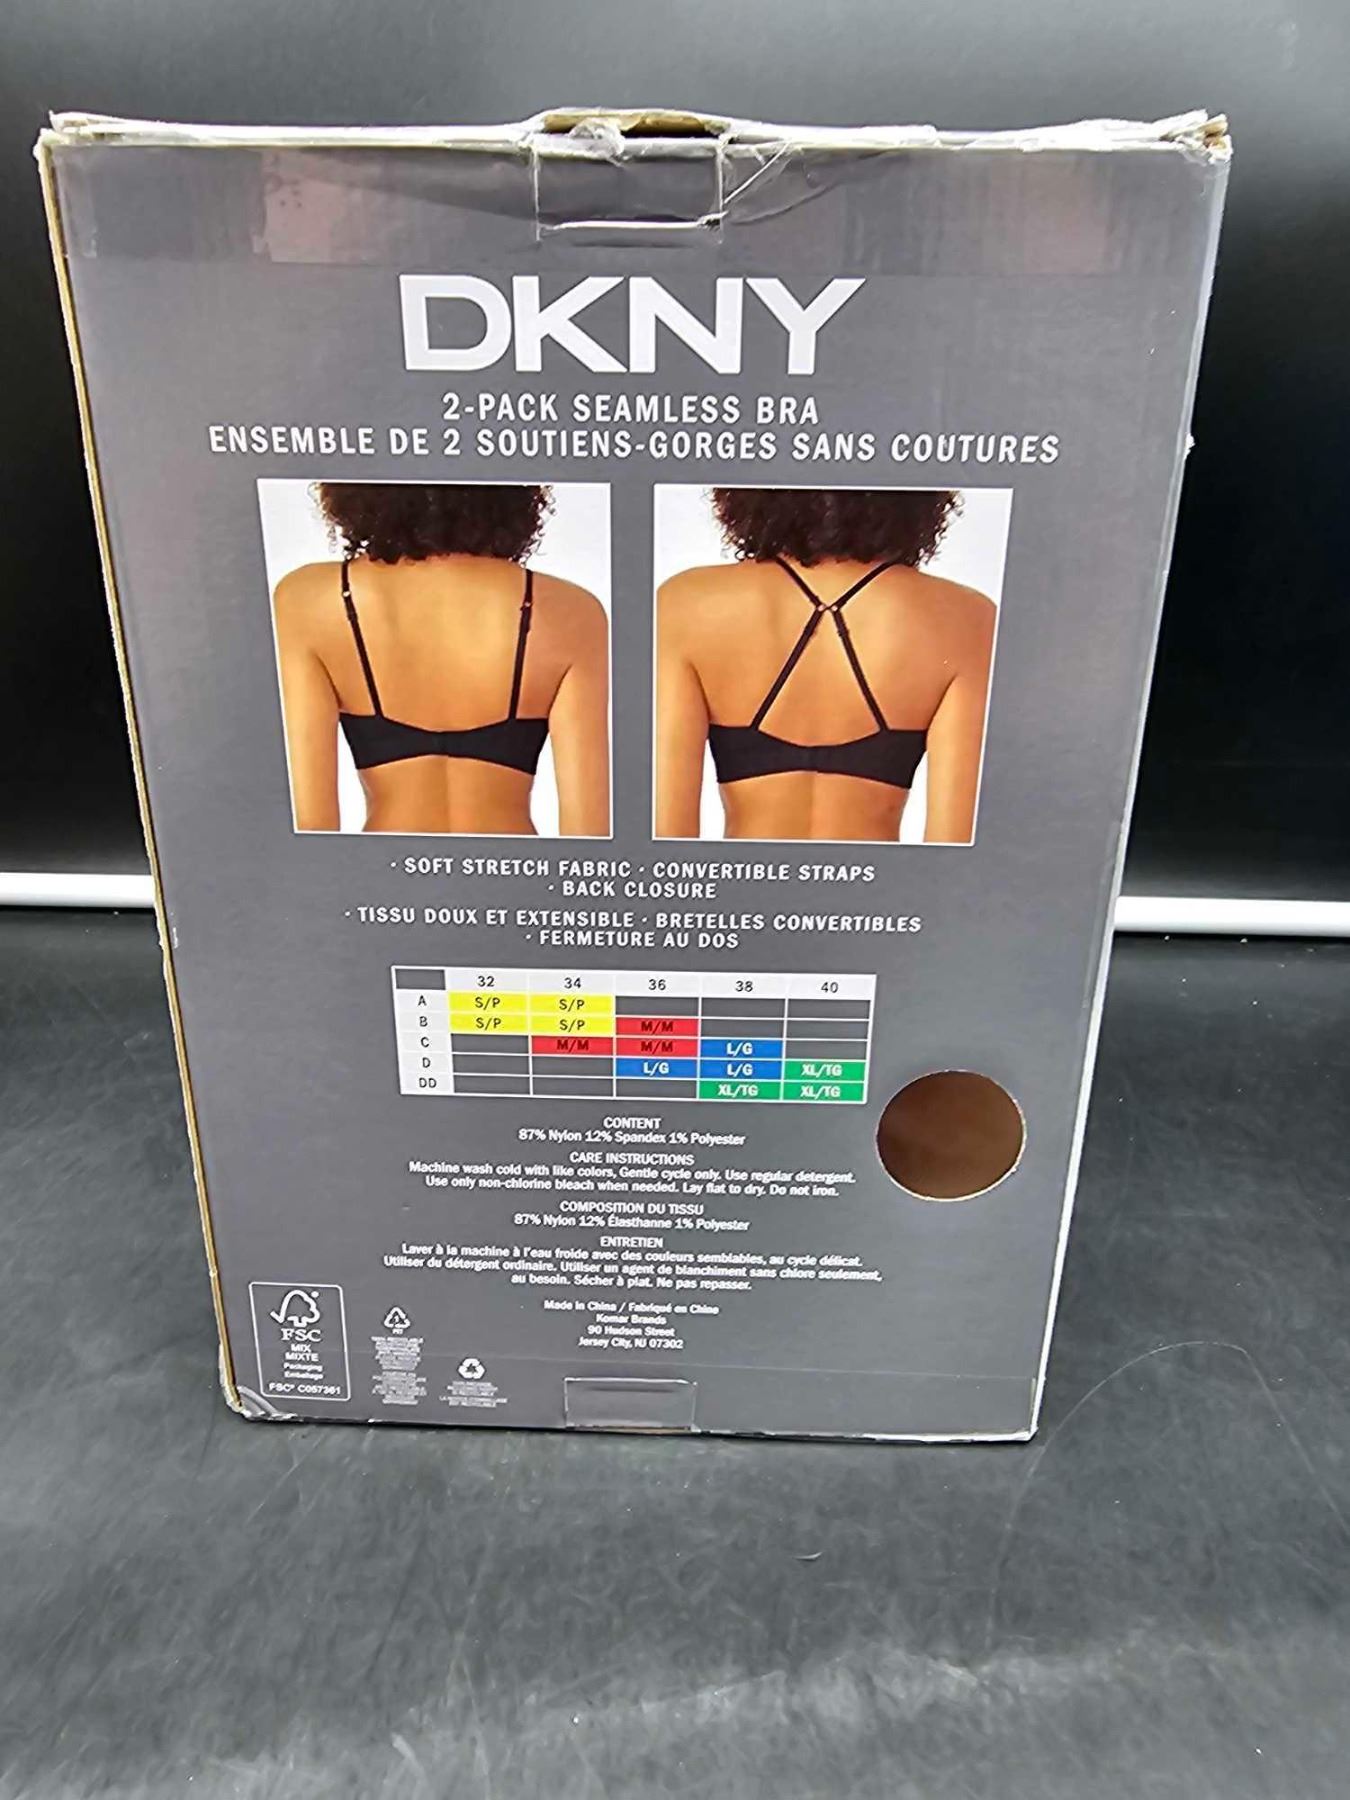 DKNY
2-PACK SEAMLESS BRA
ENSEMBLE DE 2 SOUTIENS-GORGES SANS COUTURES
· SOFT STRETCH FABRIC · CONVERTIBLE STRAPS
· BACK CLOSURE
· TISSU DOUX ET EXTENSIBLE · BRETELLES CONVERTIBLES
· FERMETURE AU DOS
32 34 36 38 40
A S/P S/P
B S/P S/P M/M
C M/M M/M L/G
D L/G L/G XL/TG
DD XL/TG XL/TG
CONTENT
87% Nylon 12% Spandex 1% Polyester
CARE INSTRUCTIONS
Machine wash cold with like colors, Gentle cycle only. Use regular detergent.
Use only non-chlorine bleach when needed. Lay flat to dry. Do not iron.
COMPOSITION DU TISSU
87% Nylon 12% Élasthanne 1% Polyester
ENTRETIEN
Laver à la machine à l'eau froide avec des couleurs semblables, au cycle délicat.
Utiliser du détergent ordinaire. Utiliser un agent de blanchiment sans chlore seulement,
au besoin. Sécher à plat. Ne pas repasser.
Made in China / Fabriqué en Chine
Komar Brands
90 Hudson Street
Jersey City, NJ 07302
FSC
MIX
MIXTE
Packaging
Emballage
FSC® C057361
1
PET